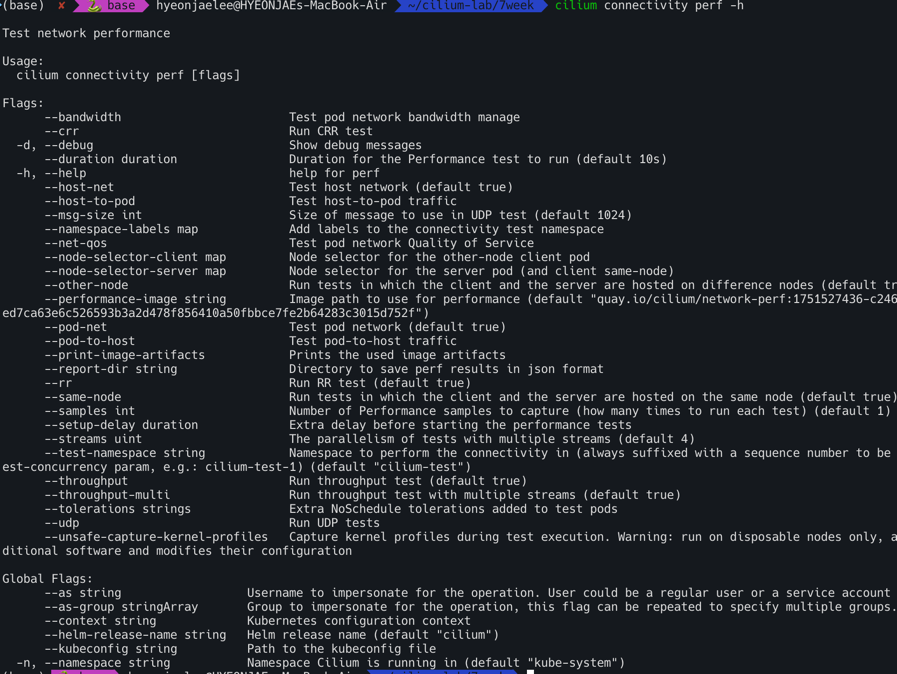 (base) ✘ base hyeonjaelee@HYEONJAEs-MacBook-Air ~/cilium-lab/7week cilium connectivity perf -h
Test network performance
Usage:
  cilium connectivity perf [flags]
Flags:
      --bandwidth                        Test pod network bandwidth manage
      --crr                              Run CRR test
  -d, --debug                            Show debug messages
      --duration duration                Duration for the Performance test to run (default 10s)
  -h, --help                             help for perf
      --host-net                         Test host network (default true)
      --host-to-pod                      Test host-to-pod traffic
      --msg-size int                     Size of message to use in UDP test (default 1024)
      --namespace-labels map             Add labels to the connectivity test namespace
      --net-qos                          Test pod network Quality of Service
      --node-selector-client map         Node selector for the other-node client pod
      --node-selector-server map         Node selector for the server pod (and client same-node)
      --other-node                       Run tests in which the client and the server are hosted on difference nodes (default tr
      --performance-image string         Image path to use for performance (default "quay.io/cilium/network-perf:1751527436-c246
ed7ca63e6c526593b3a2d478f856410a50fbbce7fe2b64283c3015d752f")
      --pod-net                          Test pod network (default true)
      --pod-to-host                      Test pod-to-host traffic
      --print-image-artifacts            Prints the used image artifacts
      --report-dir string                Directory to save perf results in json format
      --rr                               Run RR test (default true)
      --same-node                        Run tests in which the client and the server are hosted on the same node (default true)
      --samples int                      Number of Performance samples to capture (how many times to run each test) (default 1)
      --setup-delay duration             Extra delay before starting the performance tests
      --streams uint                     The parallelism of tests with multiple streams (default 4)
      --test-namespace string            Namespace to perform the connectivity in (always suffixed with a sequence number to be
est-concurrency param, e.g.: cilium-test-1) (default "cilium-test")
      --throughput                       Run throughput test (default true)
      --throughput-multi                 Run throughput test with multiple streams (default true)
      --tolerations strings              Extra NoSchedule tolerations added to test pods
      --udp                              Run UDP tests
      --unsafe-capture-kernel-profiles   Capture kernel profiles during test execution. Warning: run on disposable nodes only, a
ditional software and modifies their configuration
Global Flags:
      --as string                  Username to impersonate for the operation. User could be a regular user or a service account
      --as-group stringArray       Group to impersonate for the operation, this flag can be repeated to specify multiple groups.
      --context string             Kubernetes configuration context
      --helm-release-name string   Helm release name (default "cilium")
      --kubeconfig string          Path to the kubeconfig file
  -n, --namespace string           Namespace Cilium is running in (default "kube-system")